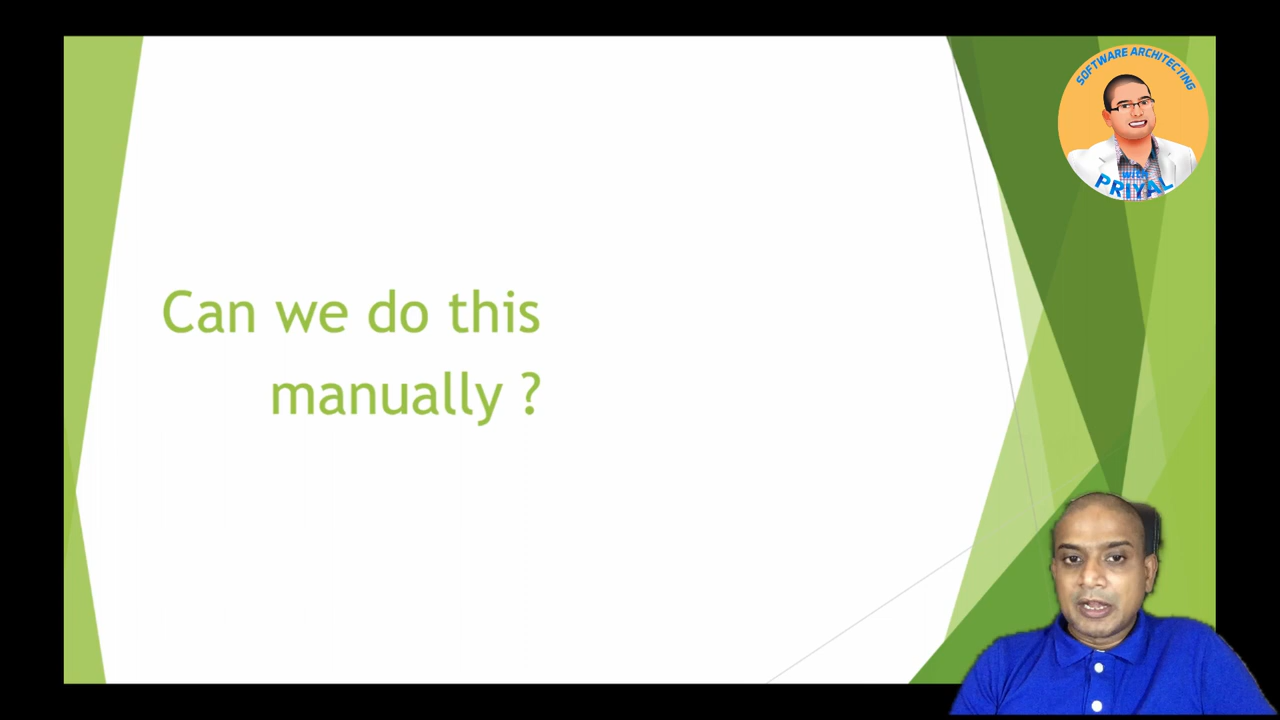 Can we do this
manually ?
SOFTWARE ARCHITECTING
WITH
PRIYAL